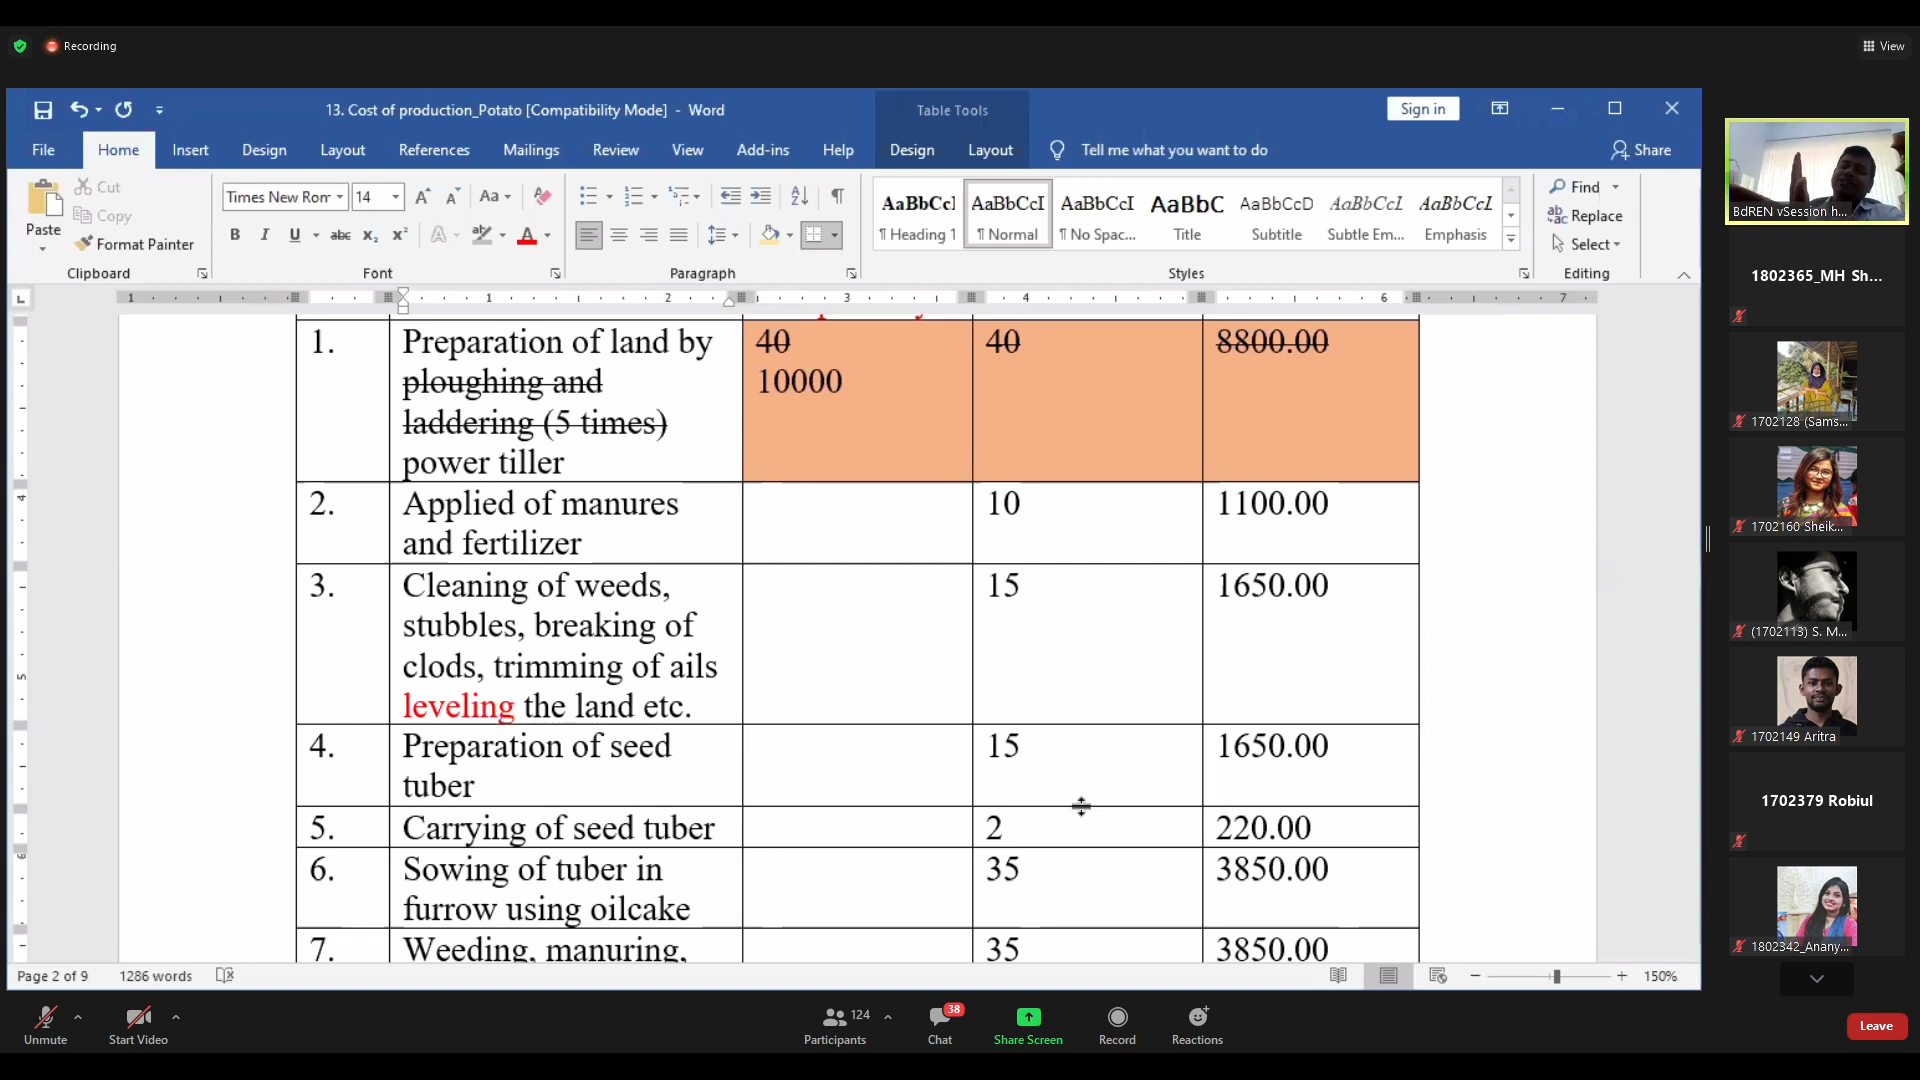 Recording
View
13. Cost of production_Potato [Compatibility Mode] - Word
Table Tools
Sign in
File Home Insert Design Layout References Mailings Review View Add-ins Help Design Layout Tell me what you want to do Share
Paste
Cut
Copy
Format Painter
Clipboard
Times New Ror 14
Font
Paragraph
AaBbCcI ¶ Heading 1
AaBbCcI ¶ Normal
AaBbCcI ¶ No Spac...
AaBbC Title
AaBbCcD Subtitle
AaBbCcI Subtle Em...
AaBbCcI Emphasis
Styles
Find
Replace
Select
Editing
1 1 2 3 4 6 7
1. Preparation of land by 40 40 8800.00
ploughing and 10000
laddering (5 times)
power tiller
2. Applied of manures 10 1100.00
and fertilizer
3. Cleaning of weeds, 15 1650.00
stubbles, breaking of
clods, trimming of ails
leveling the land etc.
4. Preparation of seed 15 1650.00
tuber
5. Carrying of seed tuber 2 220.00
6. Sowing of tuber in 35 3850.00
furrow using oilcake
7. Weeding, manuring, 35 3850.00
Page 2 of 9 1286 words 150%
BdREN vSession h...
1802365_MH Sh...
1702128 (Sams...
1702160 Sheik...
(1702113) S. M...
1702149 Aritra
1702379 Robiul
1802342_Anany...
Unmute
Start Video
124
Participants
38
Chat
Share Screen
Record
Reactions
Leave